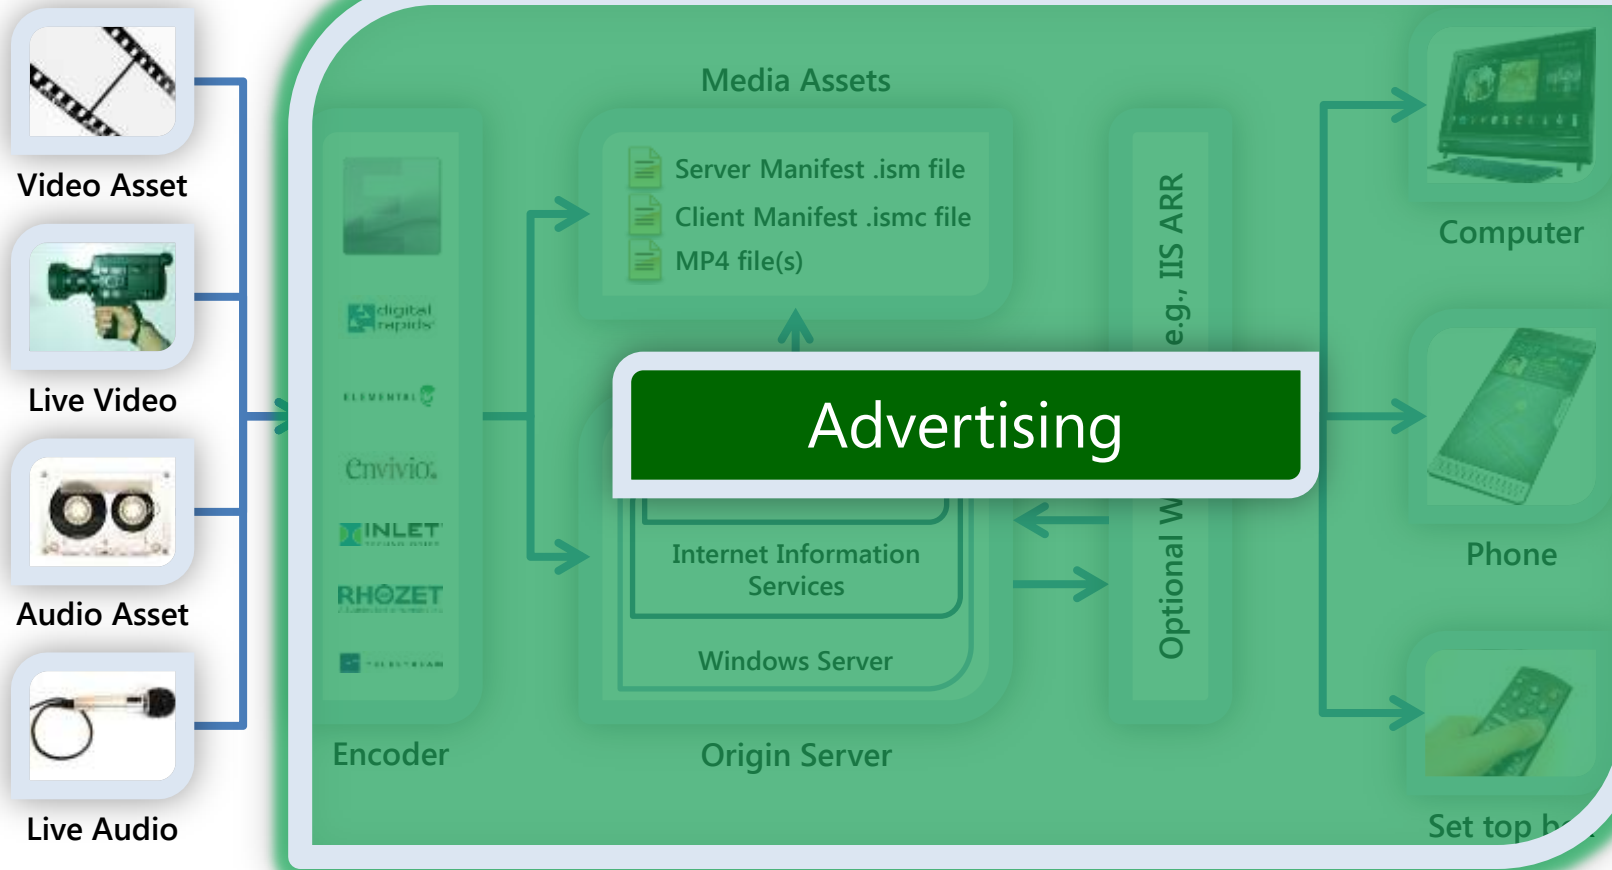 Video Asset
Live Video
Audio Asset
Live Audio
digital
rapids
ELEMENTAL
envivio
INLET
RHOZET
Encoder
Media Assets
Server Manifest .ism file
Client Manifest .ismc file
MP4 file(s)
Advertising
Internet Information
Services
Windows Server
Origin Server
Optional W
e.g., IIS ARR
Computer
Phone
Set top